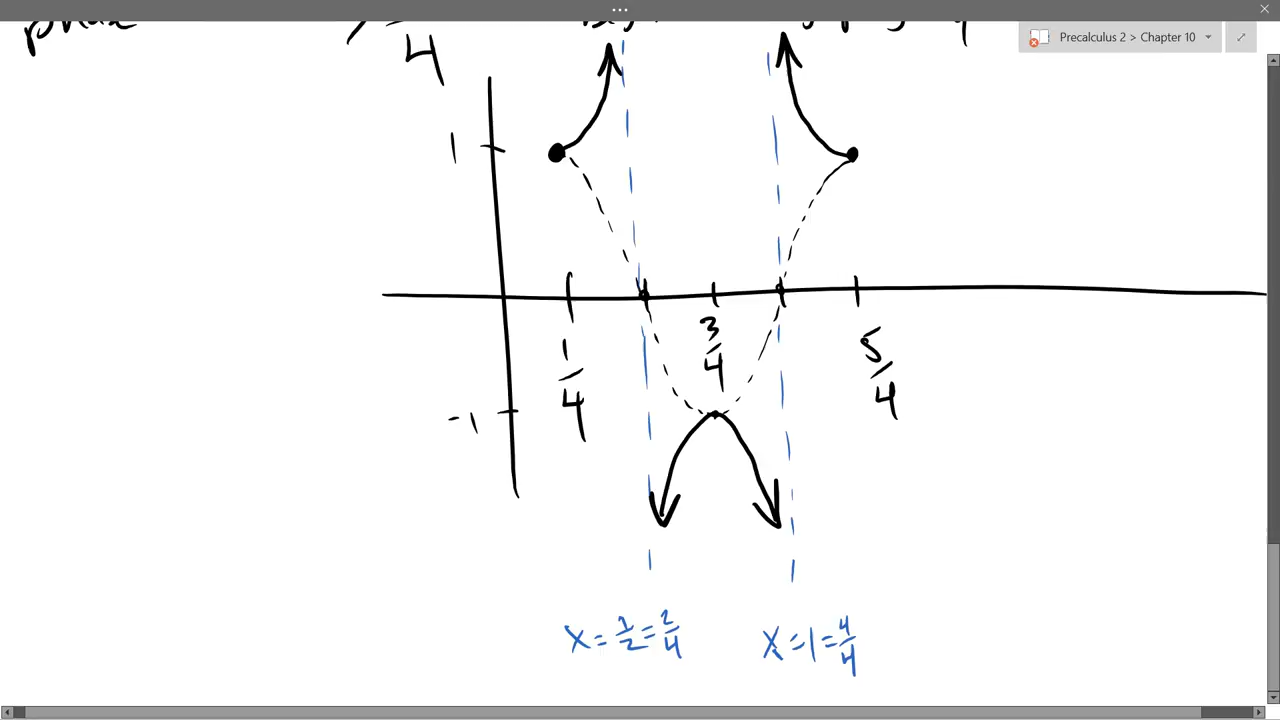 Precalculus 2 > Chapter 10
4
1
1/4
3/4
5/4
-1
x = 1/2 = 2/4
x = 1 = 4/4